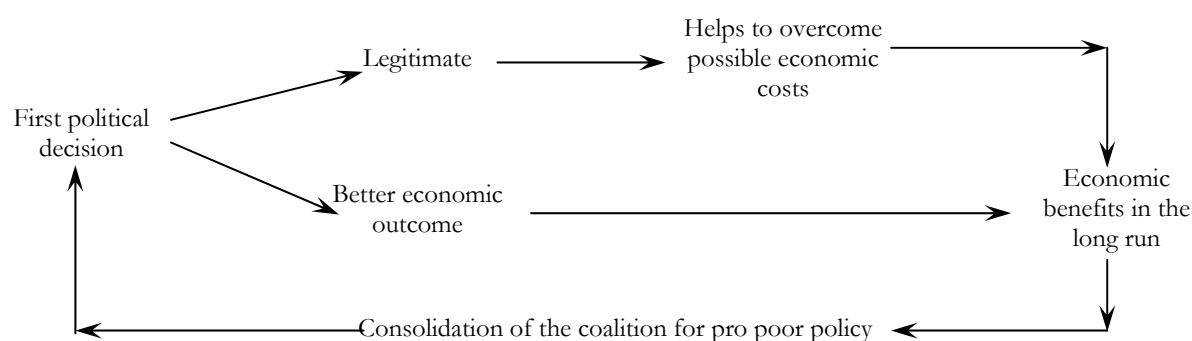 Helps to overcome
possible economic
costs
Legitimate
First political
decision
Better economic
outcome
Economic
benefits in the
long run
Consolidation of the coalition for pro poor policy